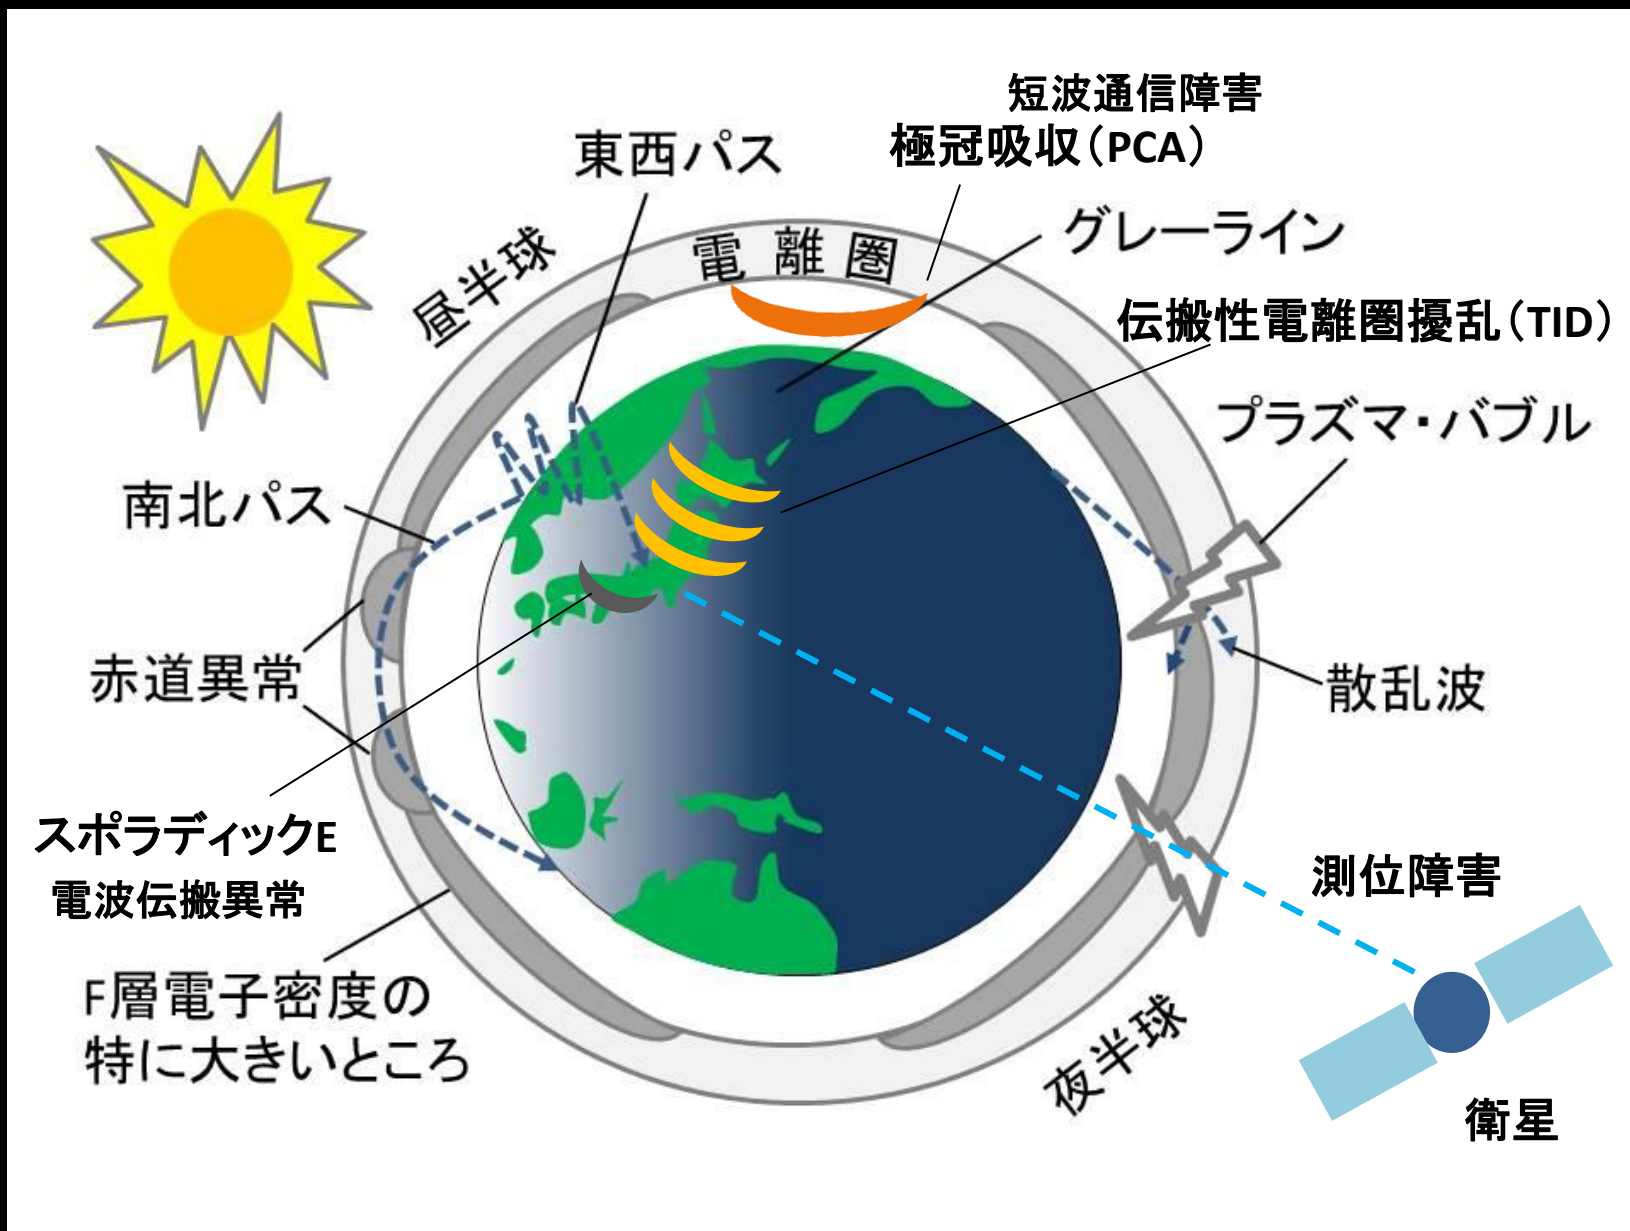 短波通信障害
極冠吸収(PCA)
東西パス
グレーライン
昼半球
電離圏
伝搬性電離圏擾乱(TID)
プラズマ・バブル
南北パス
赤道異常
散乱波
スポラディックE
電波伝搬異常
測位障害
F層電子密度の
特に大きいところ
夜半球
衛星